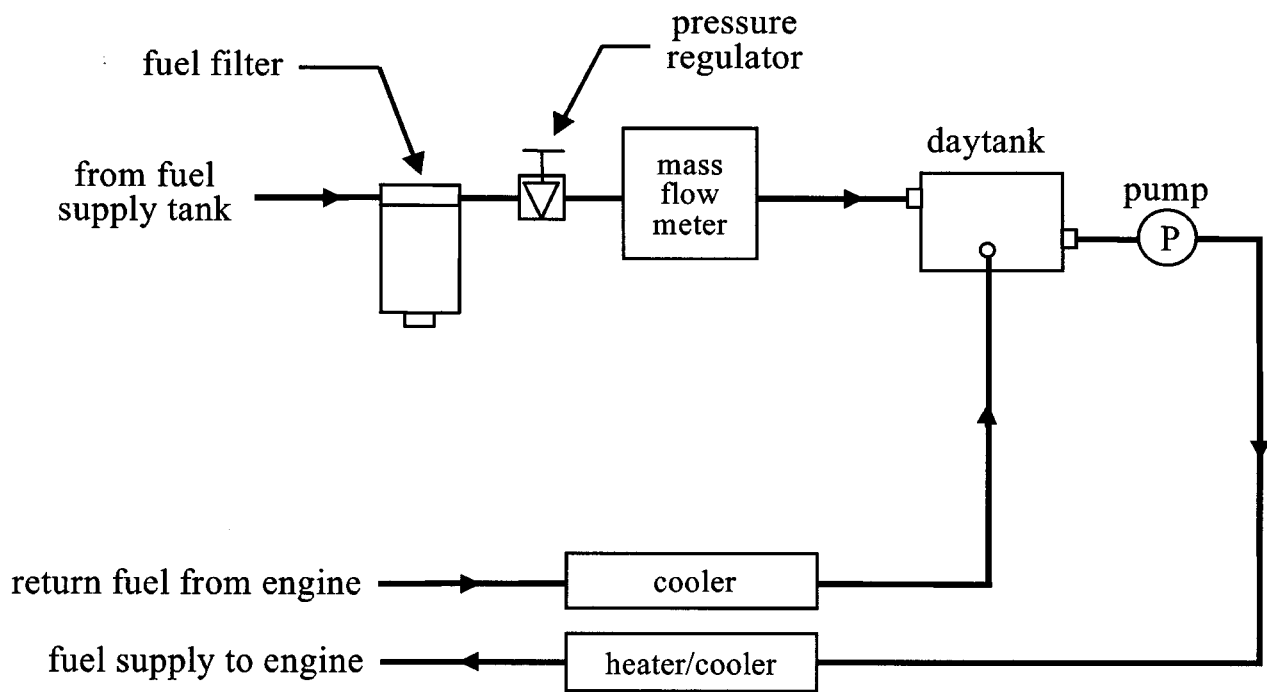 pressure
regulator
fuel filter
from fuel
supply tank
mass
flow
meter
daytank
pump
P
return fuel from engine
cooler
fuel supply to engine
heater/cooler